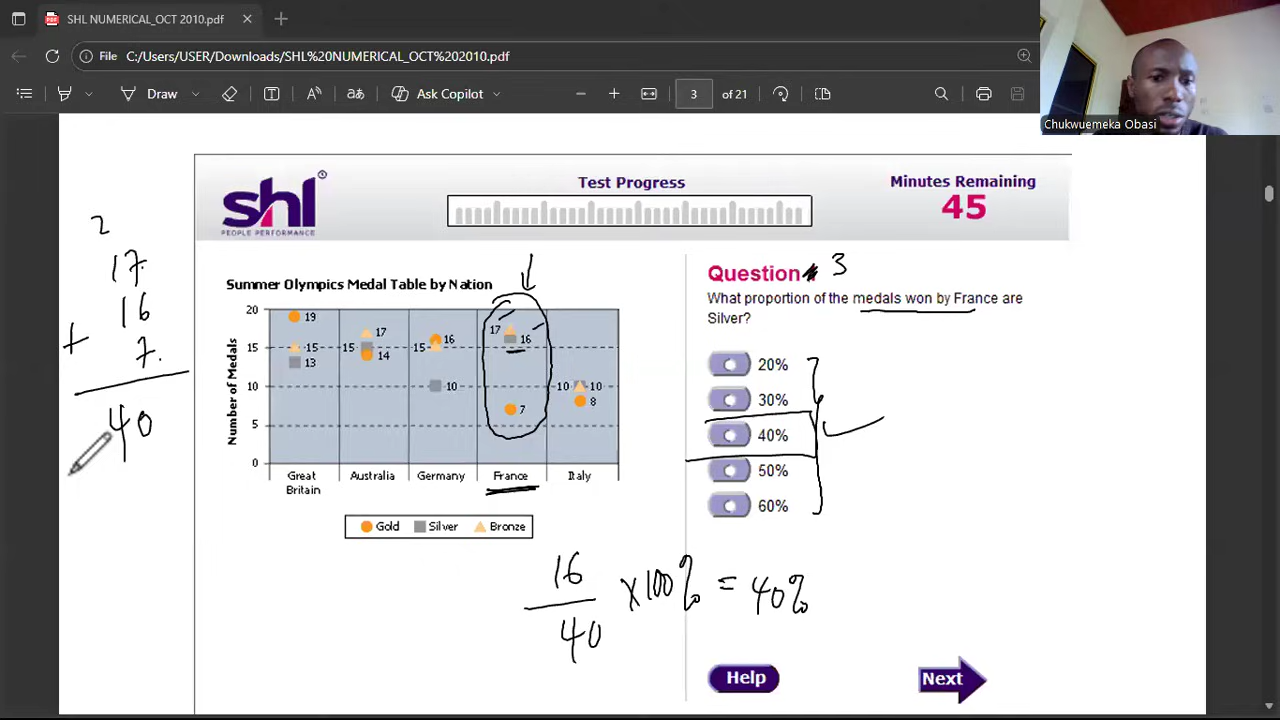 SHL NUMERICAL_OCT 2010.pdf
File C:/Users/USER/Downloads/SHL%20NUMERICAL_OCT%202010.pdf
Draw
aあ
Ask Copilot
3 of 21
Chukwuemeka Obasi
shl
PEOPLE PERFORMANCE
Test Progress
Minutes Remaining
45
2
17
16
+ 7
40
Summer Olympics Medal Table by Nation
Number of Medals
20
15
10
5
0
19
15
13
17
15
14
16
15
10
17
16
7
10
10
8
Great Britain
Australia
Germany
France
Italy
Gold
Silver
Bronze
Question 3
What proportion of the medals won by France are
Silver?
20%
30%
40%
50%
60%
16
40
x100% = 40%
Help
Next